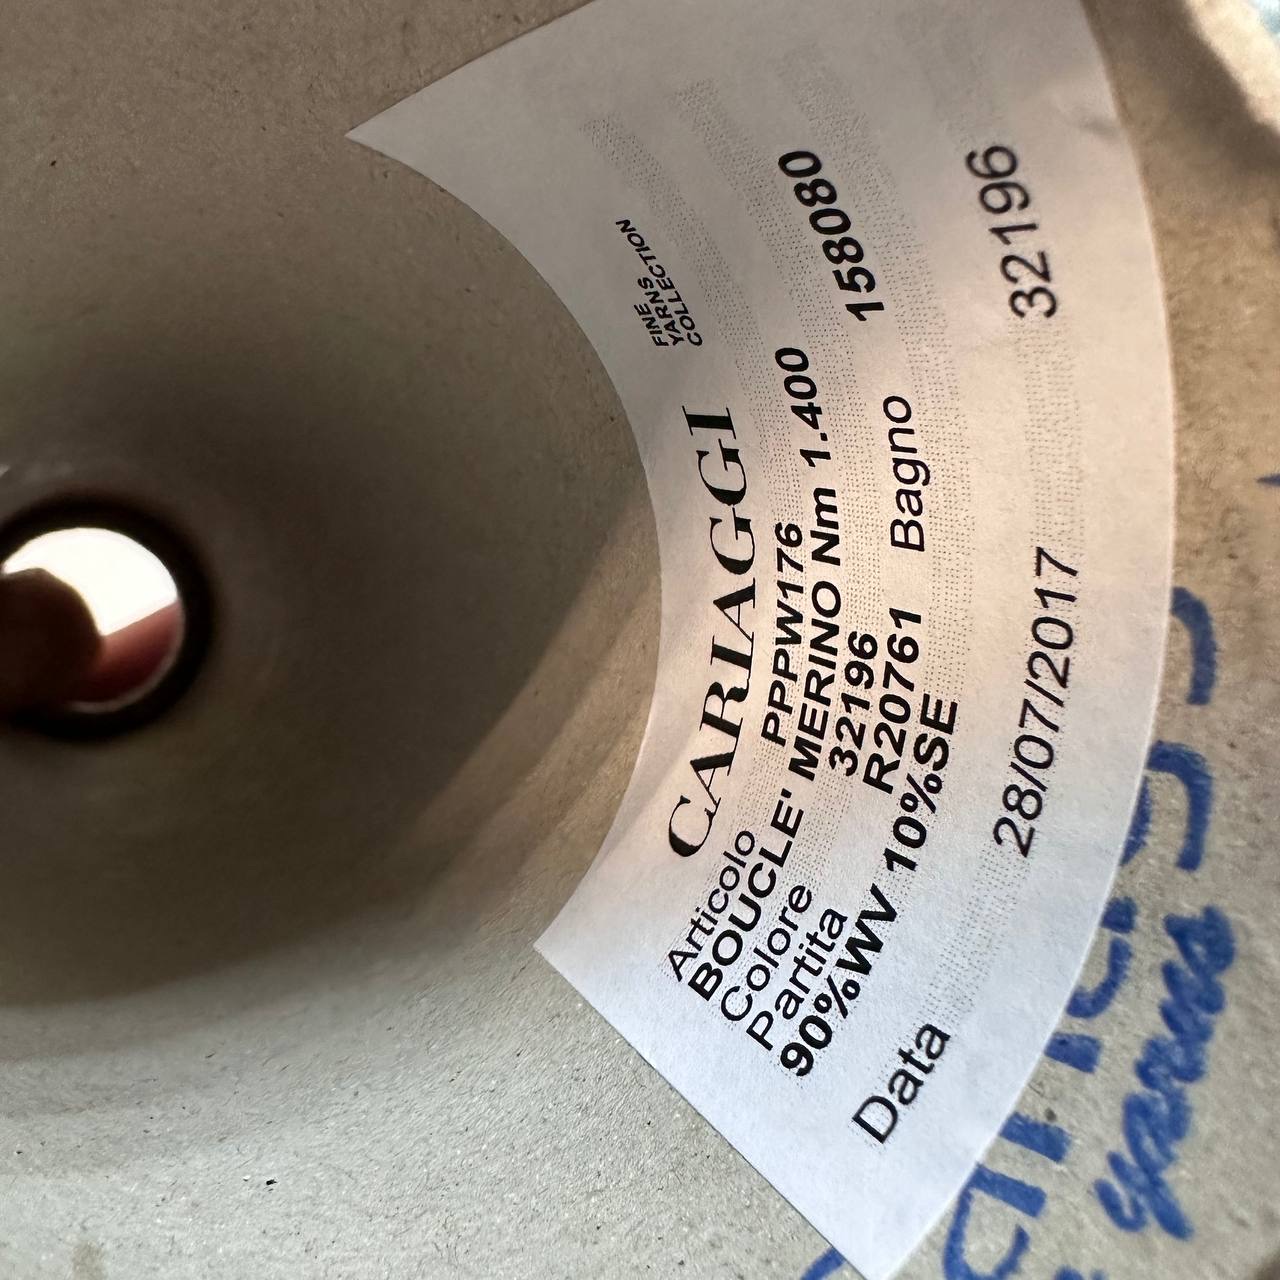 CARIAGGI
FINE
YARNS
COLLECTION
Articolo PPPW176
BOUCLE' MERINO Nm 1.400
Colore 32196 158080
Partita R20761 Bagno
90%WV 10%SE
Data 28/07/2017 32196